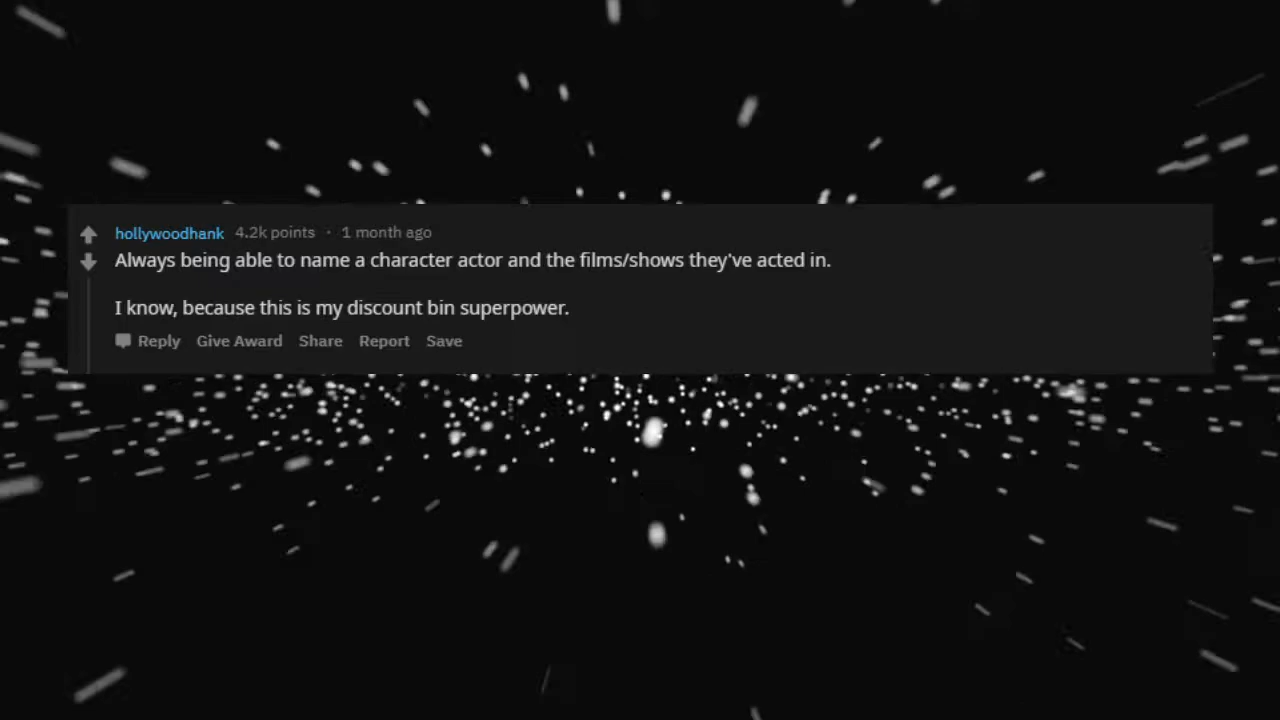 hollywoodhank 4.2k points · 1 month ago
Always being able to name a character actor and the films/shows they've acted in.
I know, because this is my discount bin superpower.
Reply Give Award Share Report Save